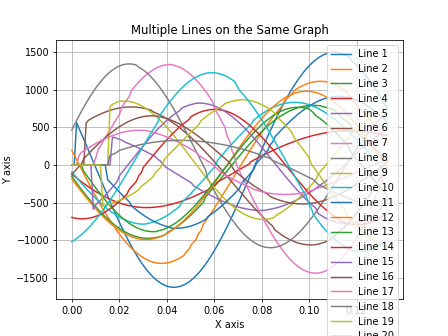 Multiple Lines on the Same Graph
Y axis
1500
1000
500
0
−500
−1000
−1500
0.00
0.02
0.04
0.06
0.08
0.10
X axis
Line 1
Line 2
Line 3
Line 4
Line 5
Line 6
Line 7
Line 8
Line 9
Line 10
Line 11
Line 12
Line 13
Line 14
Line 15
Line 16
Line 17
Line 18
Line 19
Line 20